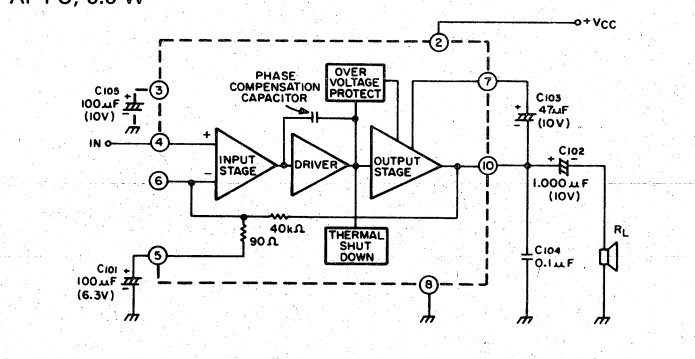 +VCC
2
PHASE
COMPENSATION
CAPACITOR
OVER
VOLTAGE
PROTECT
7
C105
100µF
(10V)
+
-
3
C103
47µF
(10V)
+
-
IN
4
+
-
INPUT
STAGE
DRIVER
OUTPUT
STAGE
10
C102
+
-
1.000µF
(10V)
6
40kΩ
90Ω
THERMAL
SHUT
DOWN
C104
0.1µF
RL
5
C101
100µF
(6.3V)
+
-
8